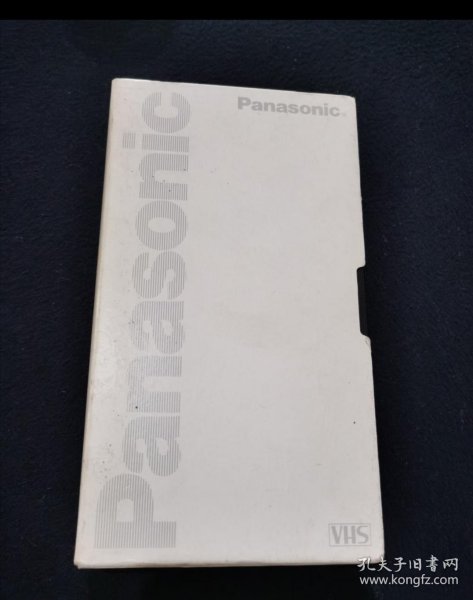 Panasonic
Panasonic
VHS
孔夫子旧书网
www.kongfz.com